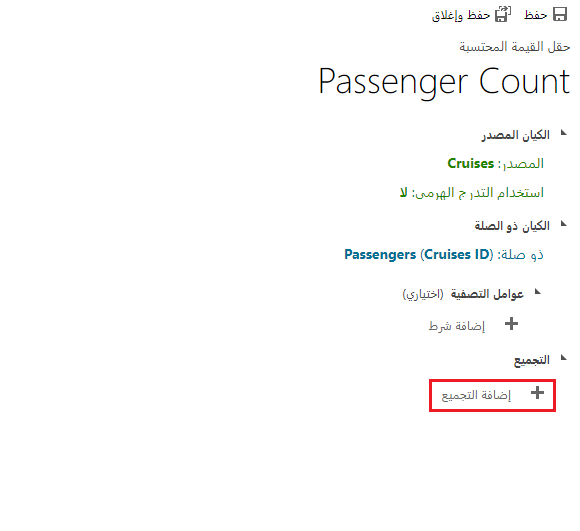 حفظ حفظ وإغلاق
حقل القيمة المحتسبة
Passenger Count
الكيان المصدر
المصدر: Cruises
استخدام التدرج الهرمي: لا
الكيان ذو الصلة
ذو صلة: Passengers (Cruises ID)
عوامل التصفية (اختياري)
إضافة شرط
التجميع
إضافة التجميع